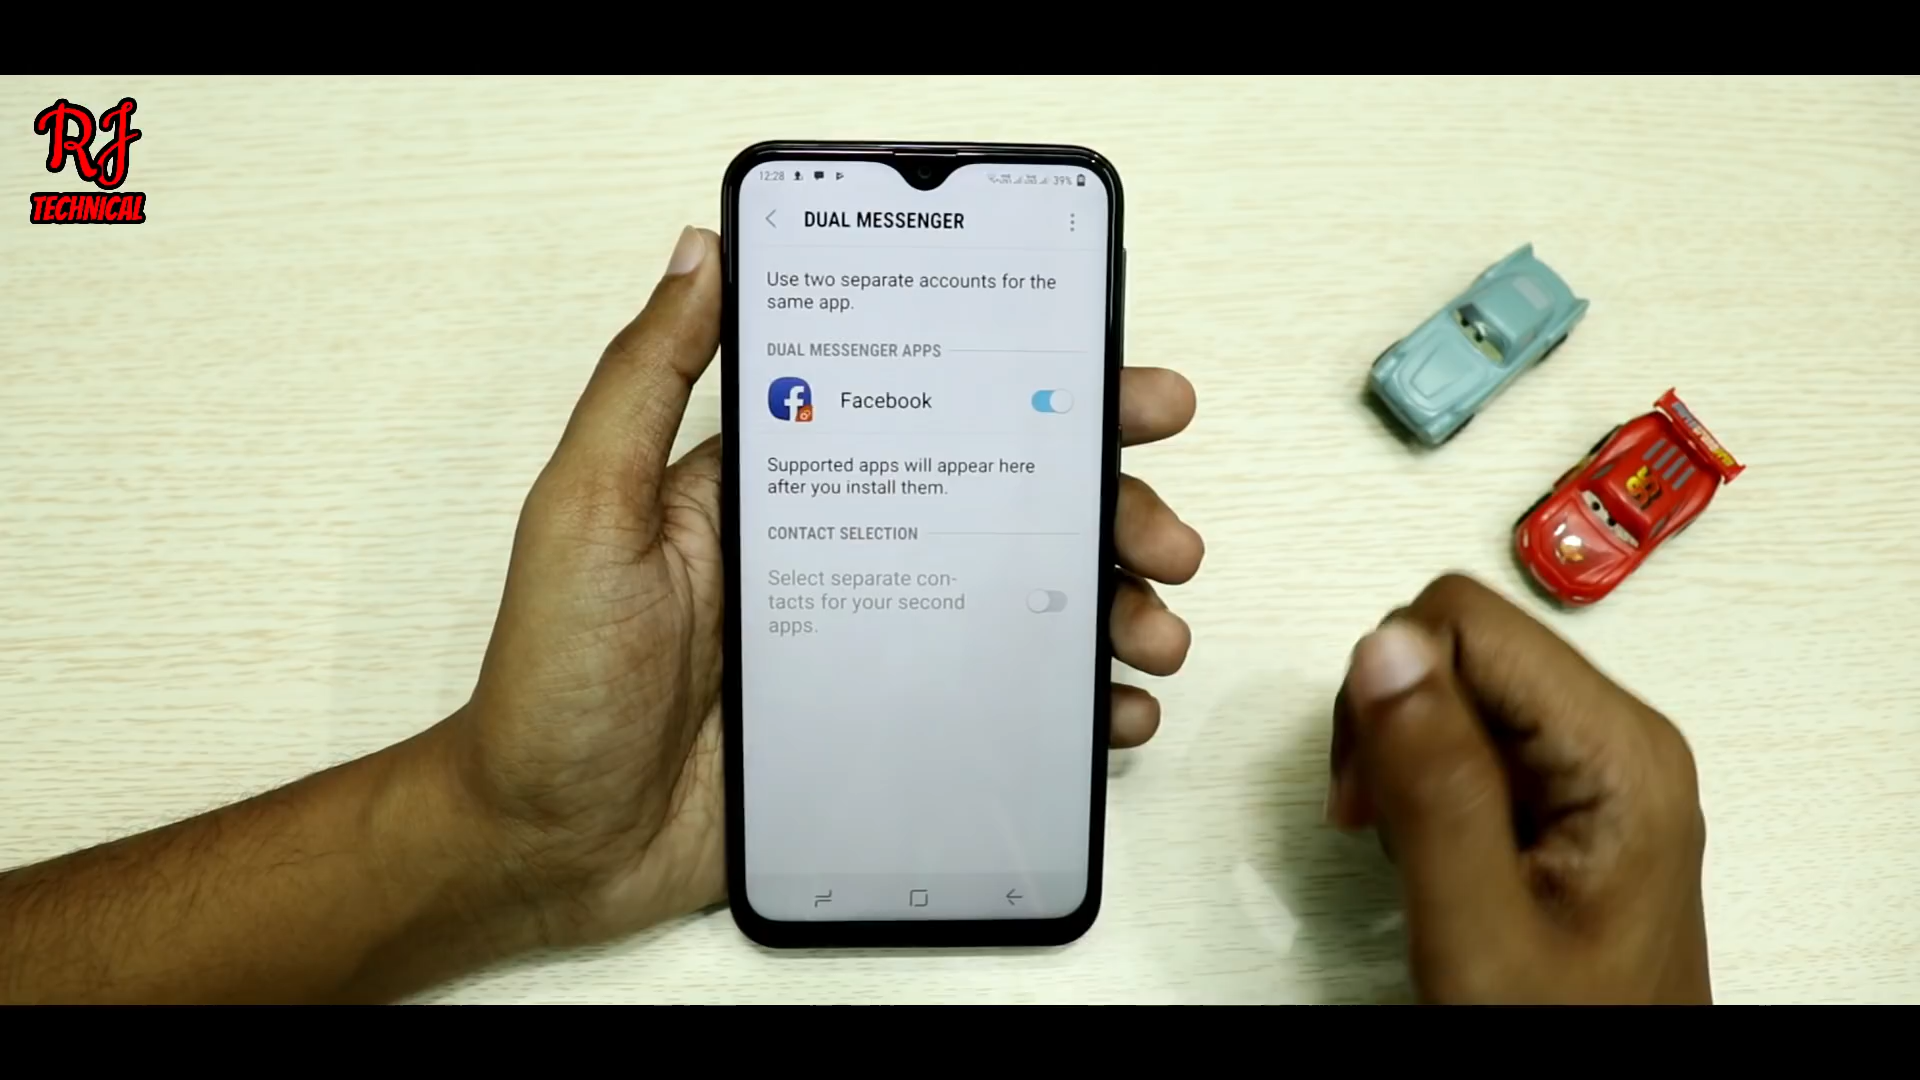 RJ
TECHNICAL
12:28
39%
DUAL MESSENGER
Use two separate accounts for the
same app.
DUAL MESSENGER APPS
Facebook
Supported apps will appear here
after you install them.
CONTACT SELECTION
Select separate con-
tacts for your second
apps.